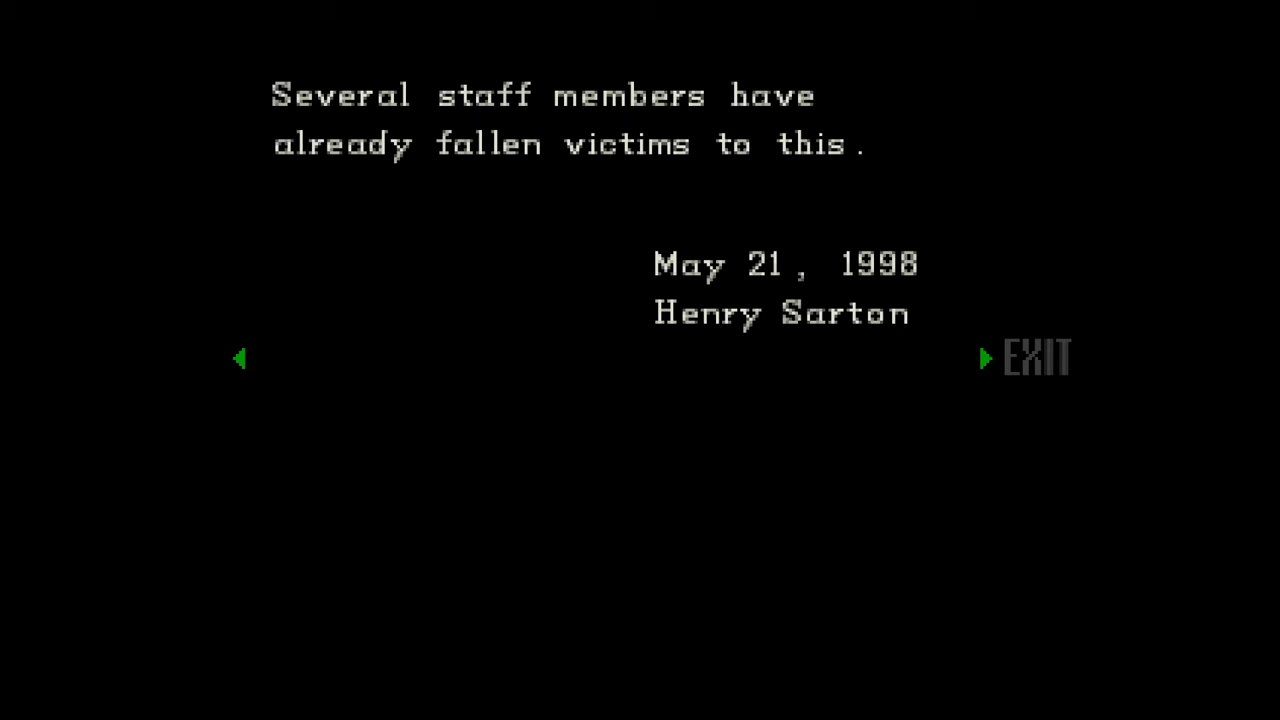 Several staff members have
already fallen victims to this.
May 21, 1998
Henry Sarton
EXIT